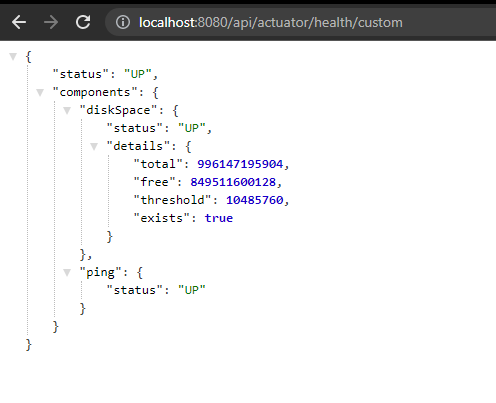 localhost:8080/api/actuator/health/custom
{
"status": "UP",
"components": {
"diskSpace": {
"status": "UP",
"details": {
"total": 996147195904,
"free": 849511600128,
"threshold": 10485760,
"exists": true
}
},
"ping": {
"status": "UP"
}
}
}